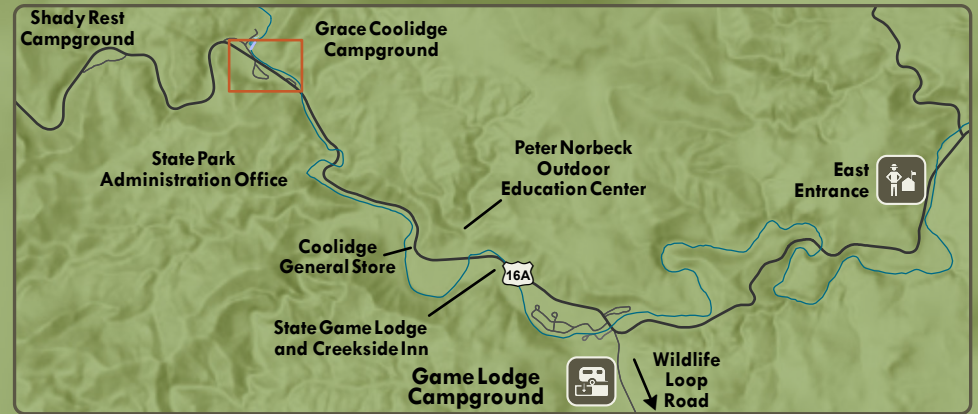 Shady Rest
Campground
Grace Coolidge
Campground
State Park
Administration Office
Peter Norbeck
Outdoor
Education Center
East
Entrance
Coolidge
General Store
16A
State Game Lodge
and Creekside Inn
Game Lodge
Campground
Wildlife
Loop
Road